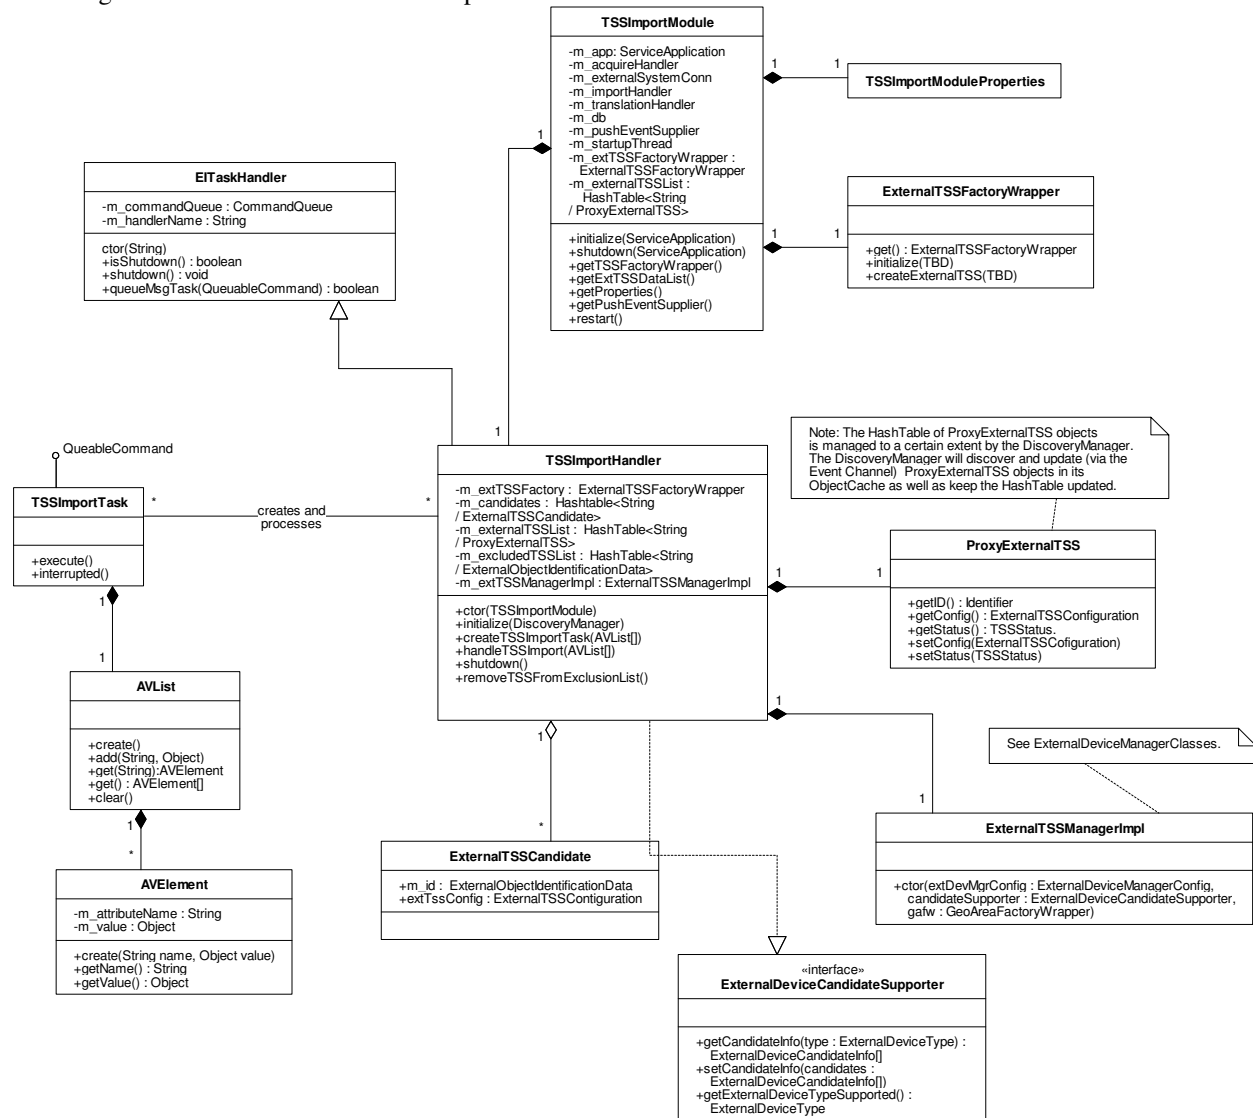 TSSImportModule
-m_app: ServiceApplication
-m_acquireHandler
-m_externalSystemConn
-m_importHandler
-m_translationHandler
-m_db
-m_pushEventSupplier
-m_startupThread
-m_extTSSFactoryWrapper :
ExternalTSSFactoryWrapper
-m_externalTSSList :
HashTable<String
/ ProxyExternalTSS>
+initialize(ServiceApplication)
+shutdown(ServiceApplication)
+getTSSFactoryWrapper()
+getExtTSSDataList()
+getProperties()
+getPushEventSupplier()
+restart()
1
1
TSSImportModuleProperties
1
1
ExternalTSSFactoryWrapper
+get() : ExternalTSSFactoryWrapper
+initialize(TBD)
+createExternalTSS(TBD)
1
1
EITaskHandler
-m_commandQueue : CommandQueue
-m_handlerName : String
ctor(String)
+isShutdown() : boolean
+shutdown() : void
+queueMsgTask(QueuableCommand) : boolean
Note: The HashTable of ProxyExternalTSS objects
is managed to a certain extent by the DiscoveryManager.
The DiscoveryManager will discover and update (via the
Event Channel)  ProxyExternalTSS objects in its
ObjectCache as well as keep the HashTable updated.
QueableCommand
TSSImportTask
+execute()
+interrupted()
*
*
creates and
processes
TSSImportHandler
-m_extTSSFactory :  ExternalTSSFactoryWrapper
-m_candidates :  Hashtable<String
/ ExternalTSSCandidate>
-m_externalTSSList :  HashTable<String
/ ProxyExternalTSS>
-m_excludedTSSList :  HashTable<String
/ ExternalObjectIdentificationData>
-m_extTSSManagerImpl : ExternalTSSManagerImpl
+ctor(TSSImportModule)
+initialize(DiscoveryManager)
+createTSSImportTask(AVList[])
+handleTSSImport(AVList[])
+shutdown()
+removeTSSFromExclusionList()
1
1
ProxyExternalTSS
+getID() : Identifier
+getConfig() : ExternalTSSConfiguration
+getStatus() : TSSStatus.
+setConfig(ExternalTSSCofiguration)
+setStatus(TSSStatus)
1
1
AVList
+create()
+add(String, Object)
+get(String):AVElement
+get() : AVElement[]
+clear()
1
*
AVElement
-m_attributeName : String
-m_value : Object
+create(String name, Object value)
+getName() : String
+getValue() : Object
1
*
ExternalTSSCandidate
+m_id :  ExternalObjectIdentificationData
+extTssConfig : ExternalTSSContiguration
1
1
See ExternalDeviceManagerClasses.
ExternalTSSManagerImpl
+ctor(extDevMgrConfig : ExternalDeviceManagerConfig,
candidateSupporter : ExternalDeviceCandidateSupporter,
gafw : GeoAreaFactoryWrapper)
«interface»
ExternalDeviceCandidateSupporter
+getCandidateInfo(type : ExternalDeviceType) :
ExternalDeviceCandidateInfo[]
+setCandidateInfo(candidates :
ExternalDeviceCandidateInfo[])
+getExternalDeviceTypeSupported() :
ExternalDeviceType